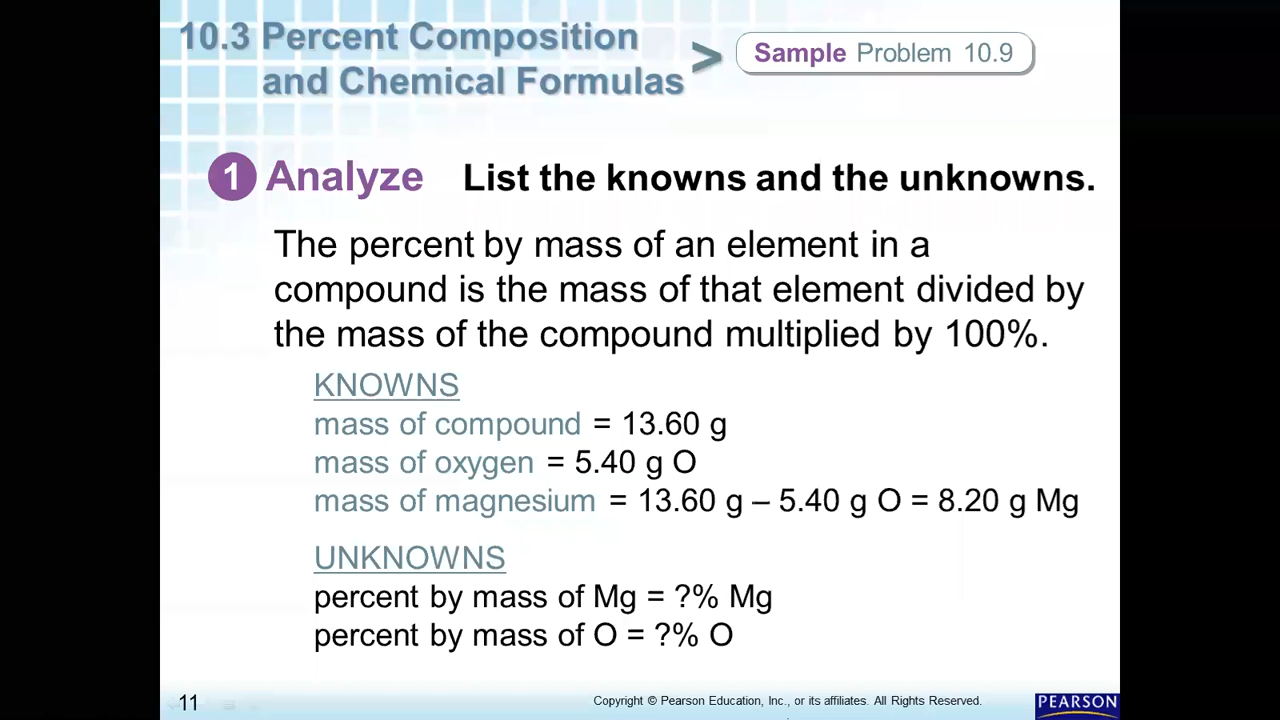 10.3 Percent Composition
and Chemical Formulas
>
Sample Problem 10.9
1 Analyze List the knowns and the unknowns.
The percent by mass of an element in a
compound is the mass of that element divided by
the mass of the compound multiplied by 100%.
KNOWNS
mass of compound = 13.60 g
mass of oxygen = 5.40 g O
mass of magnesium = 13.60 g – 5.40 g O = 8.20 g Mg
UNKNOWNS
percent by mass of Mg = ?% Mg
percent by mass of O = ?% O
11
Copyright © Pearson Education, Inc., or its affiliates. All Rights Reserved.
PEARSON